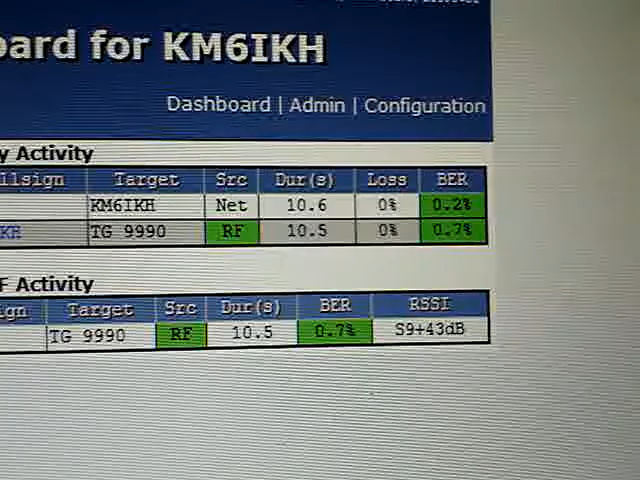 oard for KM6IKH
Dashboard | Admin | Configuration
y Activity
llsign Target Src Dur(s) Loss BER
KM6IKH Net 10.6 0% 0.2%
KH TG 9990 RF 10.5 0% 0.7%
F Activity
ign Target Src Dur(s) BER RSSI
TG 9990 RF 10.5 0.7% S9+43dB